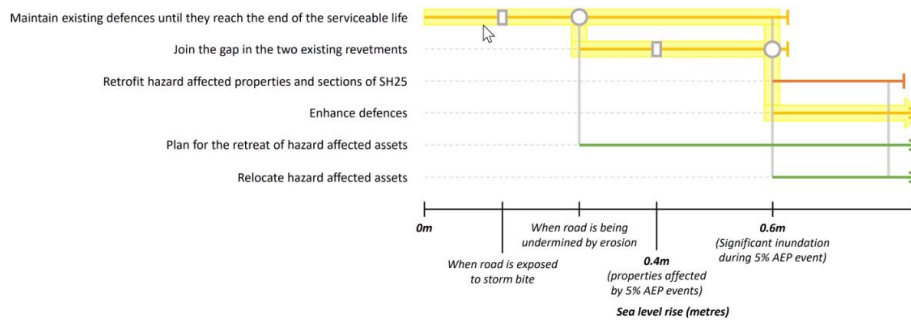 Maintain existing defences until they reach the end of the serviceable life
Join the gap in the two existing revetments
Retrofit hazard affected properties and sections of SH25
Enhance defences
Plan for the retreat of hazard affected assets
Relocate hazard affected assets
0m
When road is exposed
to storm bite
When road is being
undermined by erosion
0.4m
(properties affected
by 5% AEP events)
0.6m
(Significant inundation
during 5% AEP event)
Sea level rise (metres)